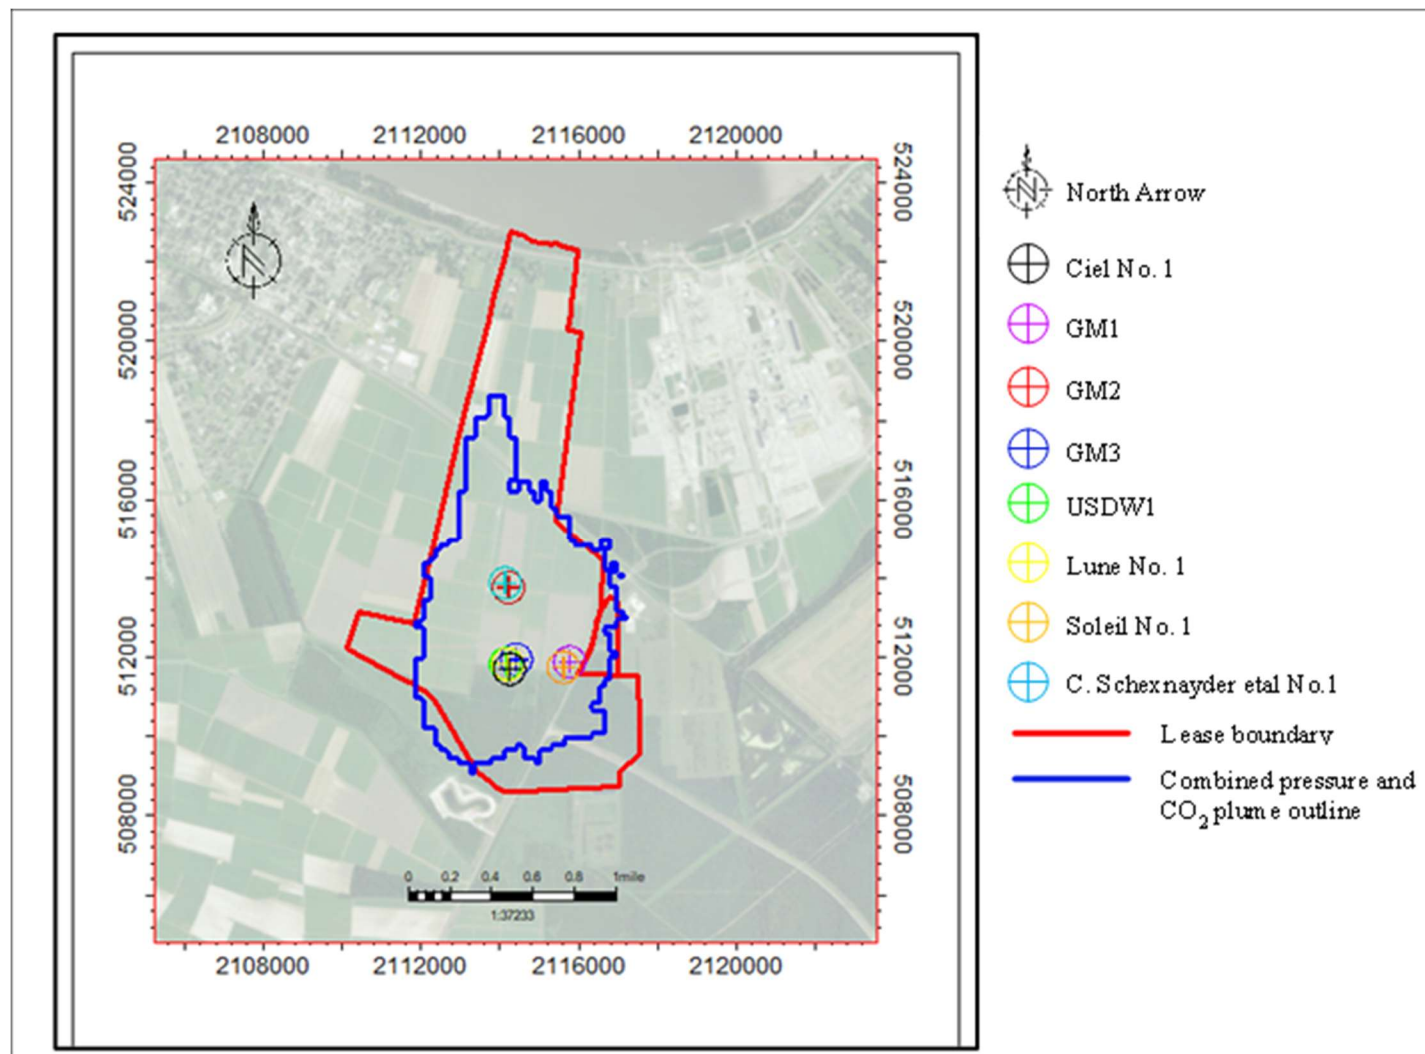 2108000 2112000 2116000 2120000
524000
520000
516000
512000
508000
524000
520000
516000
512000
508000
N
0 0.2 0.4 0.6 0.8 1mile
1:37233
2108000 2112000 2116000 2120000
N North Arrow
Ciel No. 1
GM1
GM2
GM3
USDW1
Lune No. 1
Soleil No. 1
C. Schexnayder etal No.1
Lease boundary
Combined pressure and
CO₂ plume outline